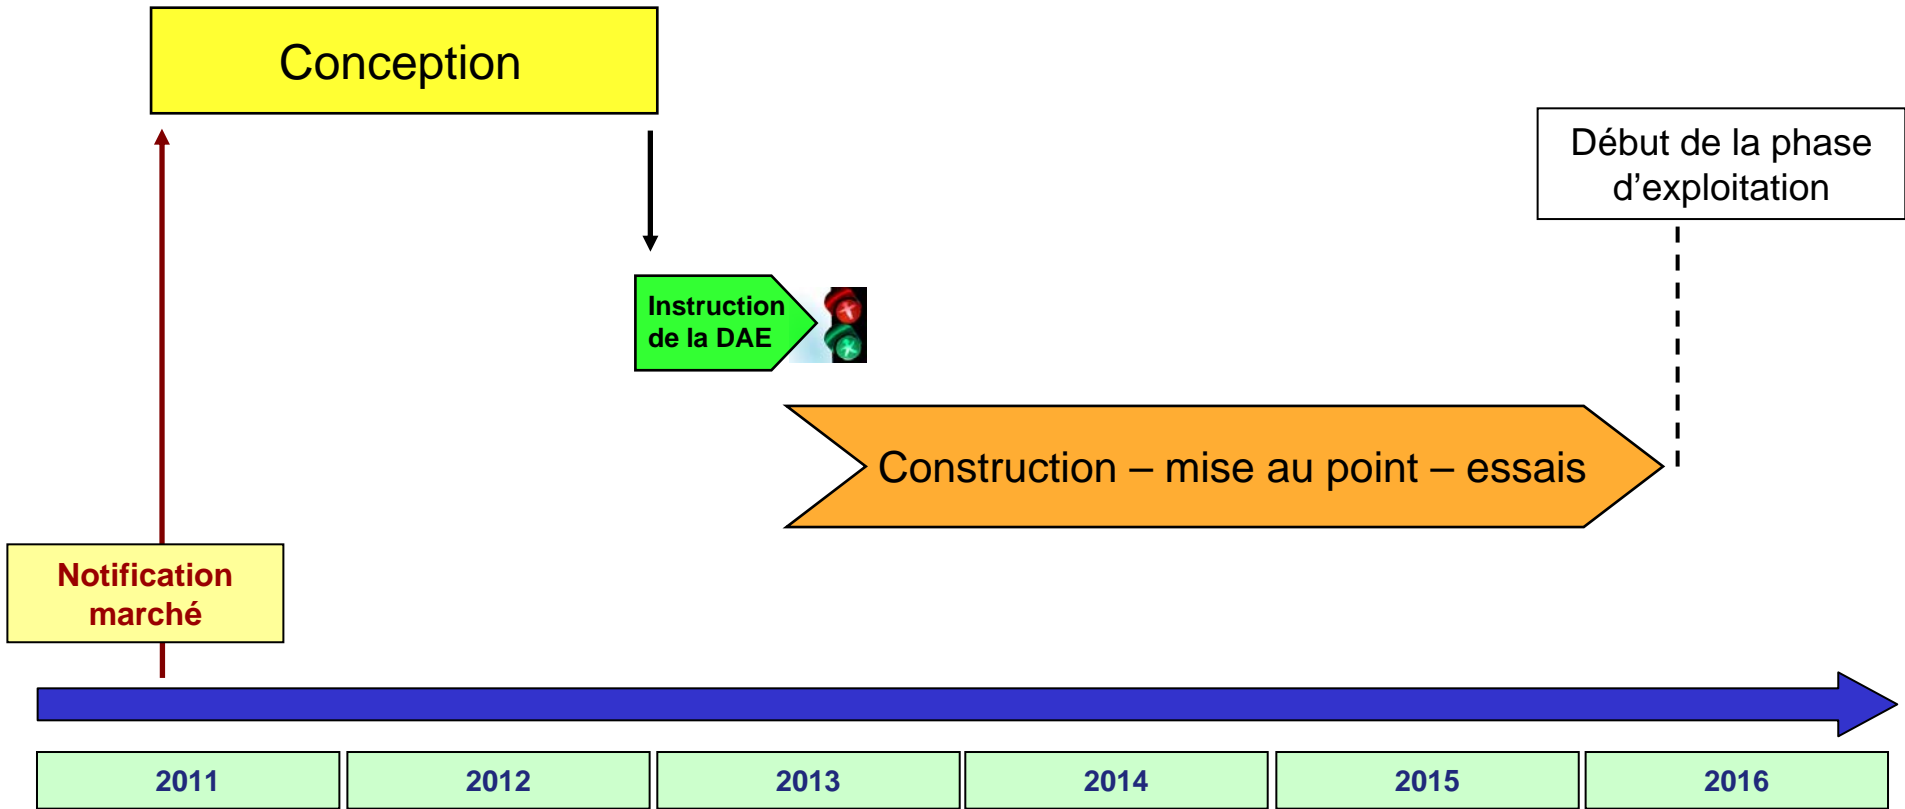 Conception
Début de la phase
d’exploitation
Instruction
de la DAE
Construction – mise au point – essais
Notification
marché
2011
2012
2013
2014
2015
2016